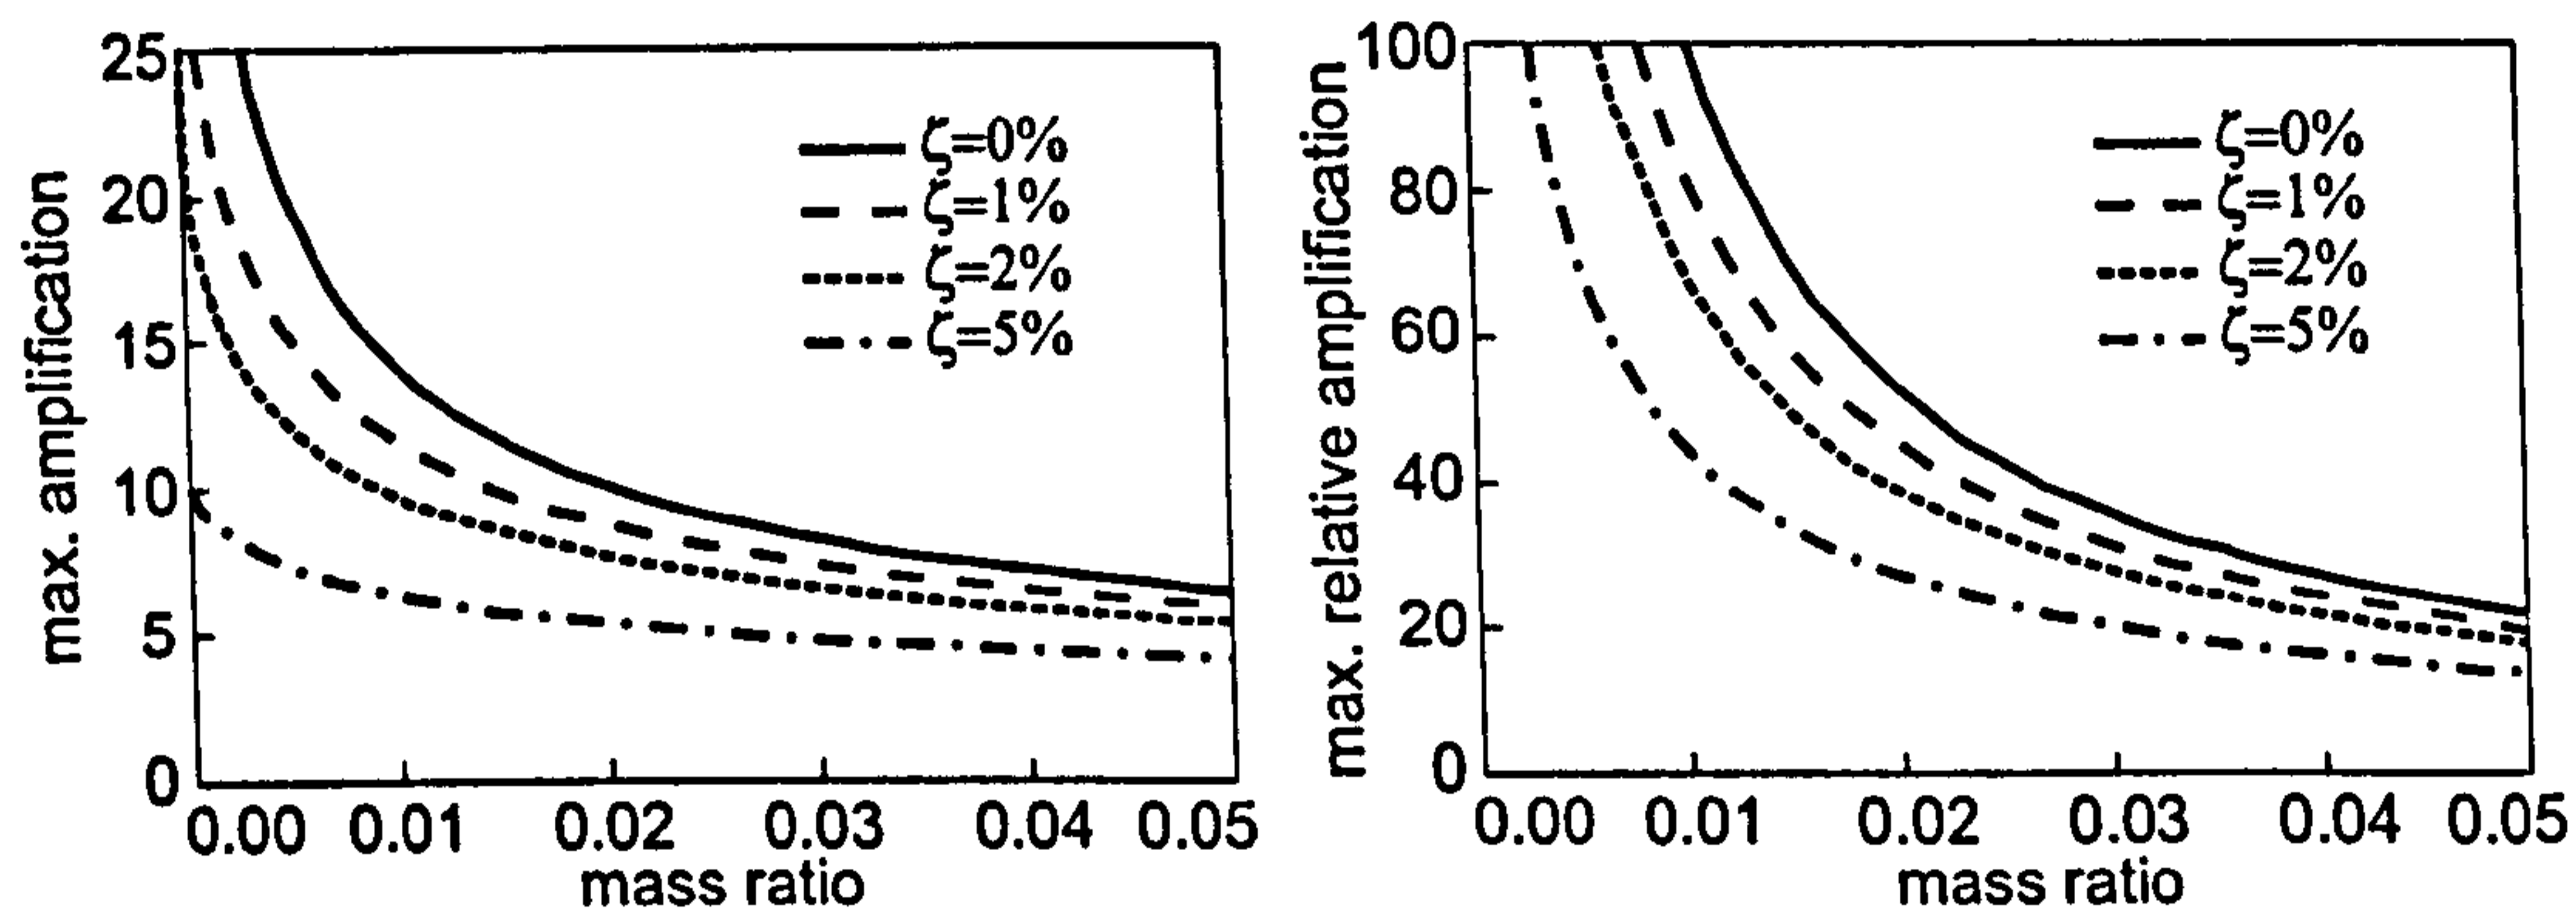 max. amplification
25
20
15
10
5
0
0.00 0.01 0.02 0.03 0.04 0.05
mass ratio
ζ=0%
ζ=1%
ζ=2%
ζ=5%
max. relative amplification
100
80
60
40
20
0
0.00 0.01 0.02 0.03 0.04 0.05
mass ratio
ζ=0%
ζ=1%
ζ=2%
ζ=5%